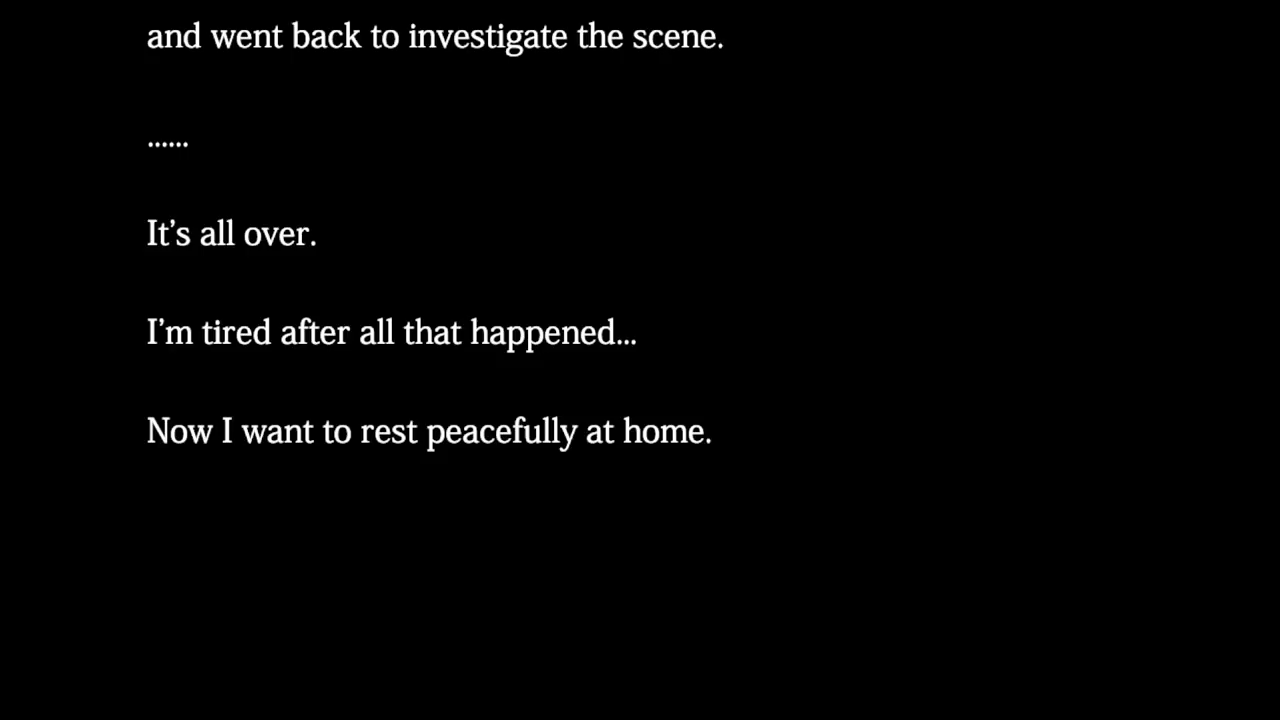 and went back to investigate the scene.
......
It’s all over.
I’m tired after all that happened...
Now I want to rest peacefully at home.